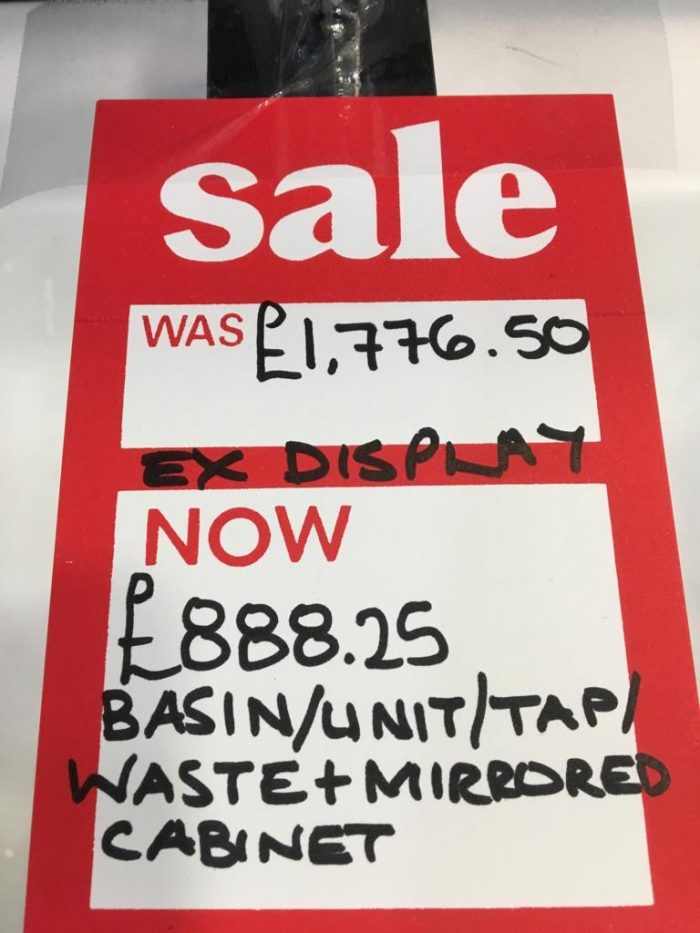 sale
WAS £1,776.50
EX DISPLAY
NOW
£888.25
BASIN/UNIT/TAP/
WASTE+MIRRORED
CABINET